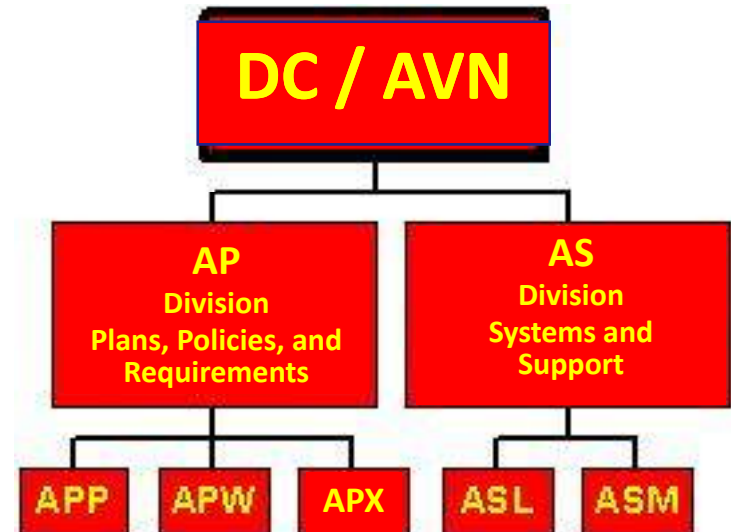 DC / AVN
AP
Division
Plans, Policies, and
Requirements
AS
Division
Systems and
Support
APP
APW
APX
ASL
ASM